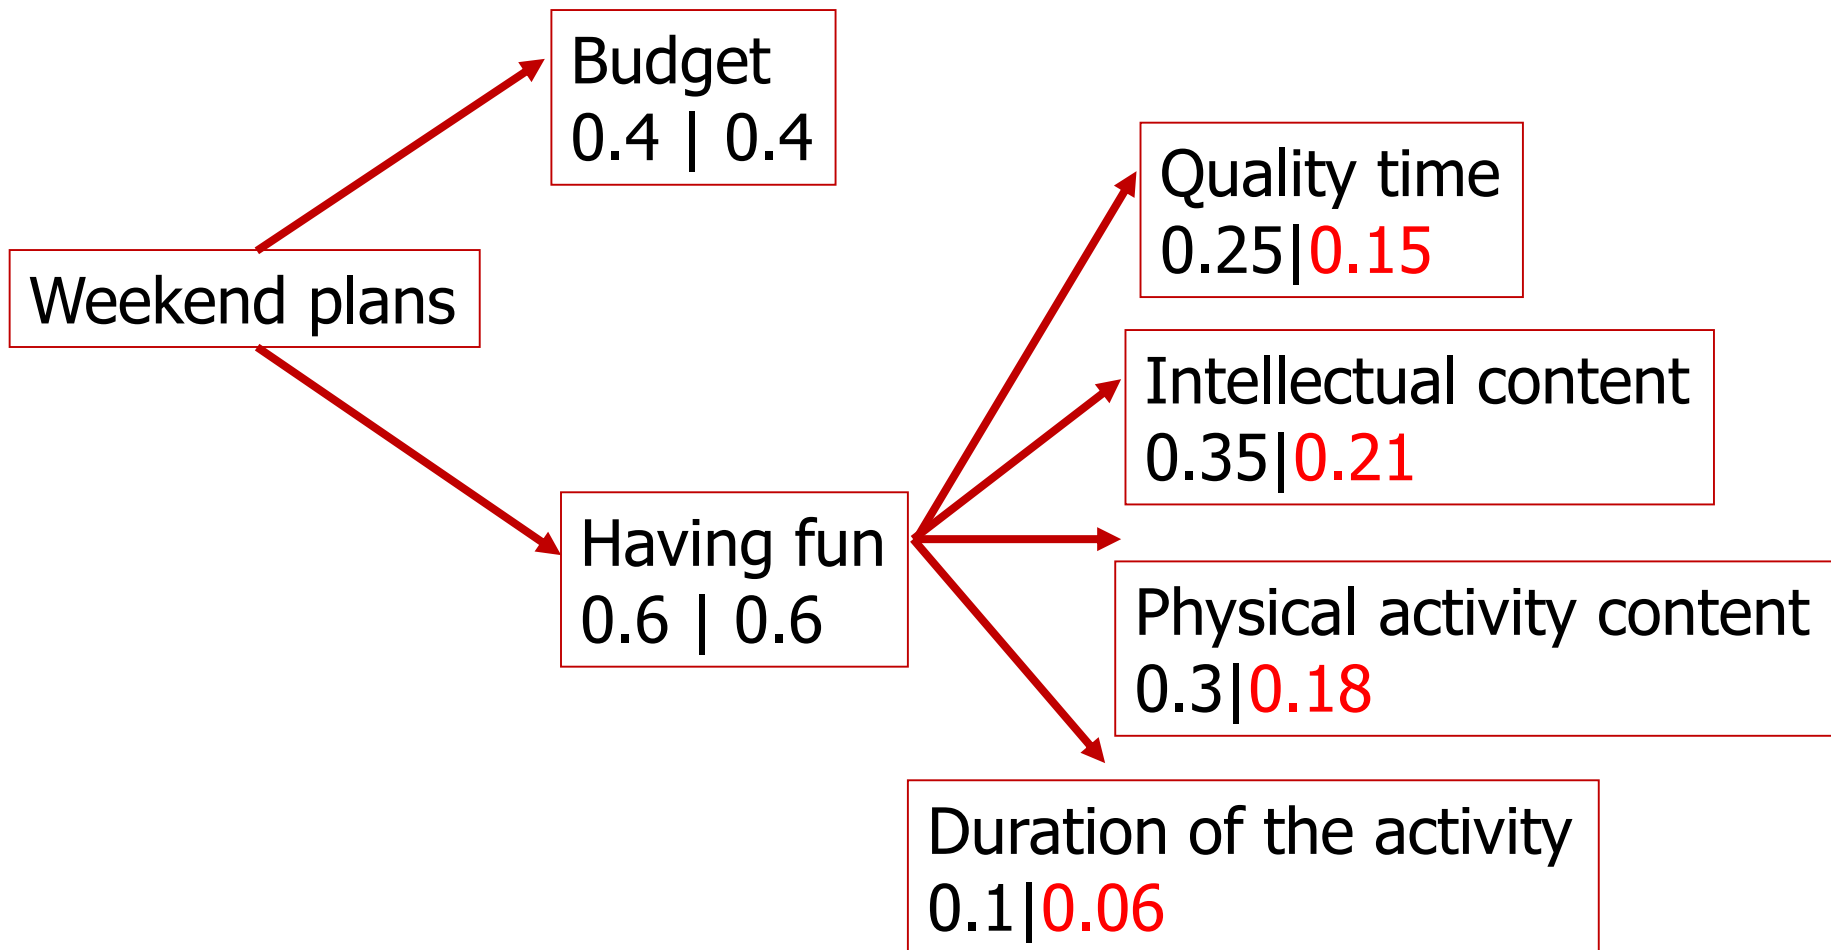 Budget
0.4 | 0.4
Weekend plans
Having fun
0.6 | 0.6
Quality time
0.25|0.15
Intellectual content
0.35|0.21
Physical activity content
0.3|0.18
Duration of the activity
0.1|0.06